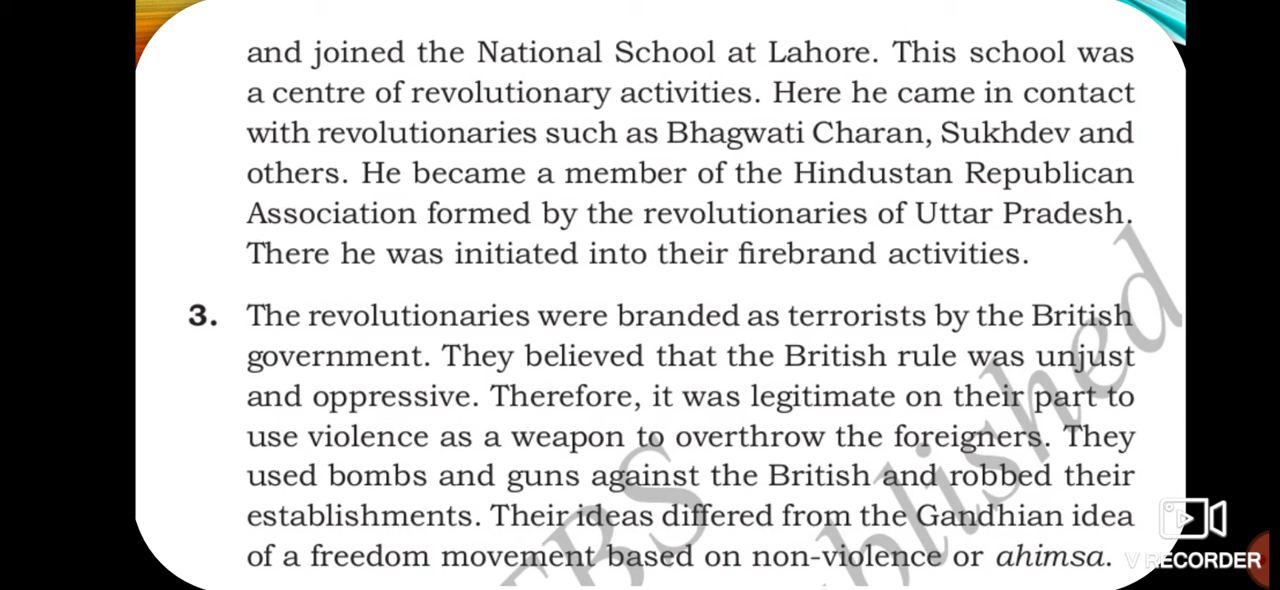 and joined the National School at Lahore. This school was
a centre of revolutionary activities. Here he came in contact
with revolutionaries such as Bhagwati Charan, Sukhdev and
others. He became a member of the Hindustan Republican
Association formed by the revolutionaries of Uttar Pradesh.
There he was initiated into their firebrand activities.
3. The revolutionaries were branded as terrorists by the British
government. They believed that the British rule was unjust
and oppressive. Therefore, it was legitimate on their part to
use violence as a weapon to overthrow the foreigners. They
used bombs and guns against the British and robbed their
establishments. Their ideas differed from the Gandhian idea
of a freedom movement based on non-violence or ahimsa.
V RECORDER